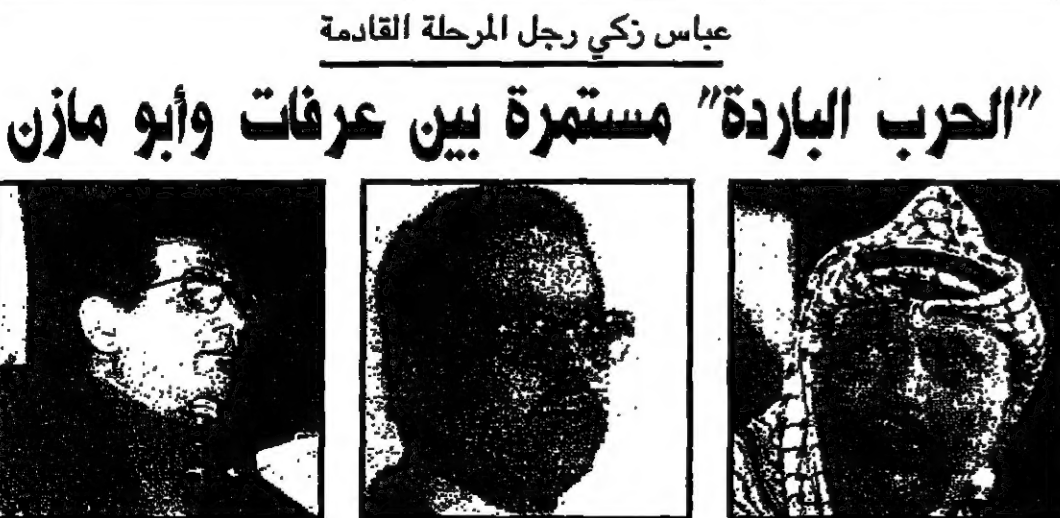 عباس زكي رجل المرحلة القادمة
"الحرب الباردة" مستمرة بين عرفات وأبو مازن